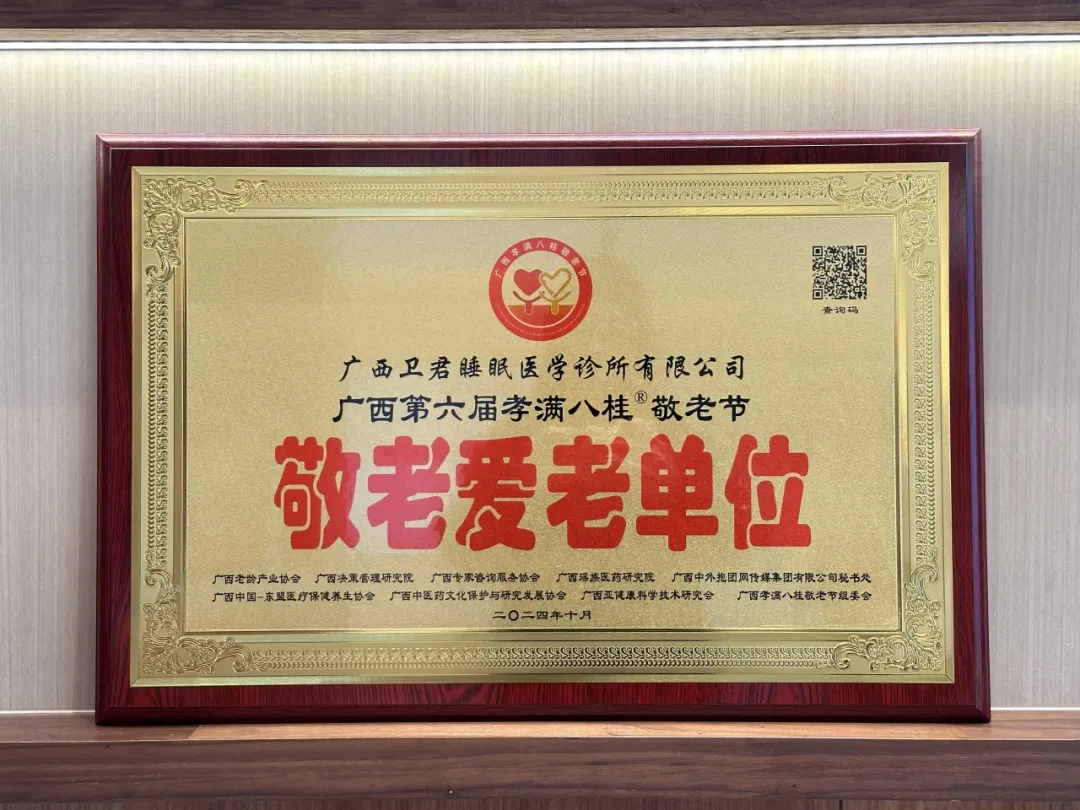 广西孝满八桂敬老节
查询码
广西卫君睡眠医学诊所有限公司
广西第六届孝满八桂®敬老节
敬老爱老单位
广西老龄产业协会 广西决策管理研究院 广西专家咨询服务协会 广西瑶族医药研究院 广西中外抱团网传媒集团有限公司秘书处
广西中国-东盟医疗保健养生协会 广西中医药文化保护与研究发展协会 广西亚健康科学技术研究会 广西孝满八桂敬老节组委会
二〇二四年十月